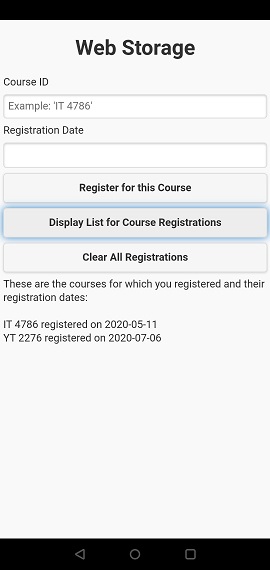 Web Storage
Course ID
Example: 'IT 4786'
Registration Date
Register for this Course
Display List for Course Registrations
Clear All Registrations
These are the courses for which you registered and their
registration dates:
IT 4786 registered on 2020-05-11
YT 2276 registered on 2020-07-06